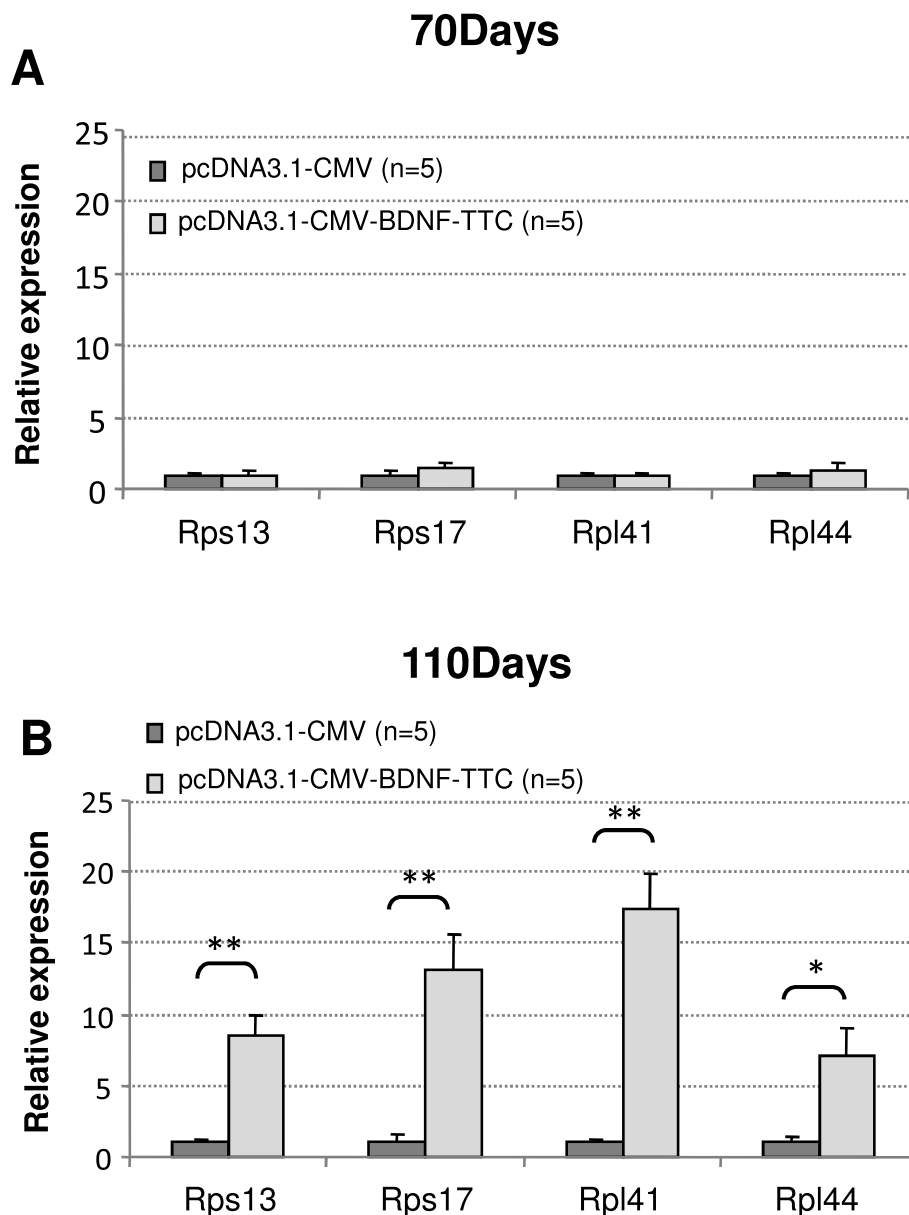 70Days
A
25
pcDNA3.1-CMV (n=5)
20
pcDNA3.1-CMV-BDNF-TTC (n=5)
15
10
5
0
Relative expression
Rps13 Rps17 Rpl41 Rpl44
110Days
B
pcDNA3.1-CMV (n=5)
pcDNA3.1-CMV-BDNF-TTC (n=5)
25
20
15
10
5
0
Relative expression
**
**
**
*
Rps13 Rps17 Rpl41 Rpl44